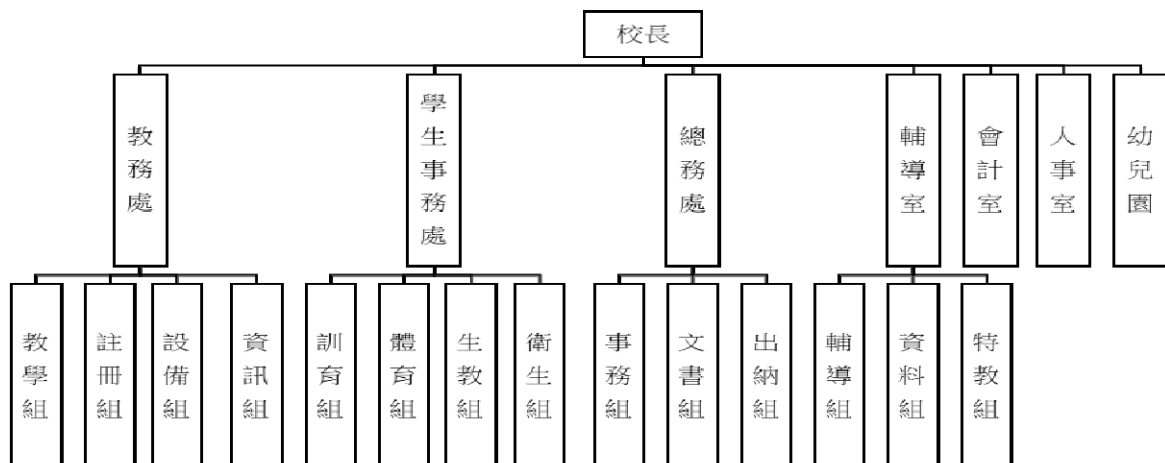 校長
教務處
學生事務處
總務處
輔導室
會計室
人事室
幼兒園
教學組
註冊組
設備組
資訊組
訓育組
體育組
生教組
衛生組
事務組
文書組
出納組
輔導組
資料組
特教組